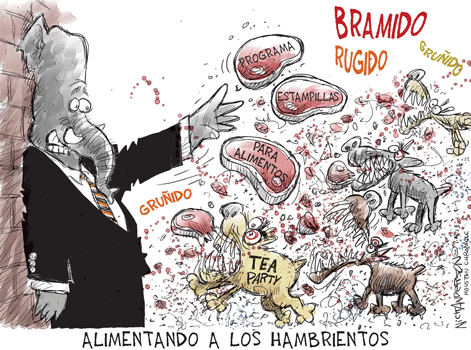 BRAMIDO
RUGIDO
GRUÑIDO
PROGRAMA
ESTAMPILLAS
PARA
ALIMENTOS
GRUÑIDO
TEA
PARTY
ALIMENTANDO A LOS HAMBRIENTOS